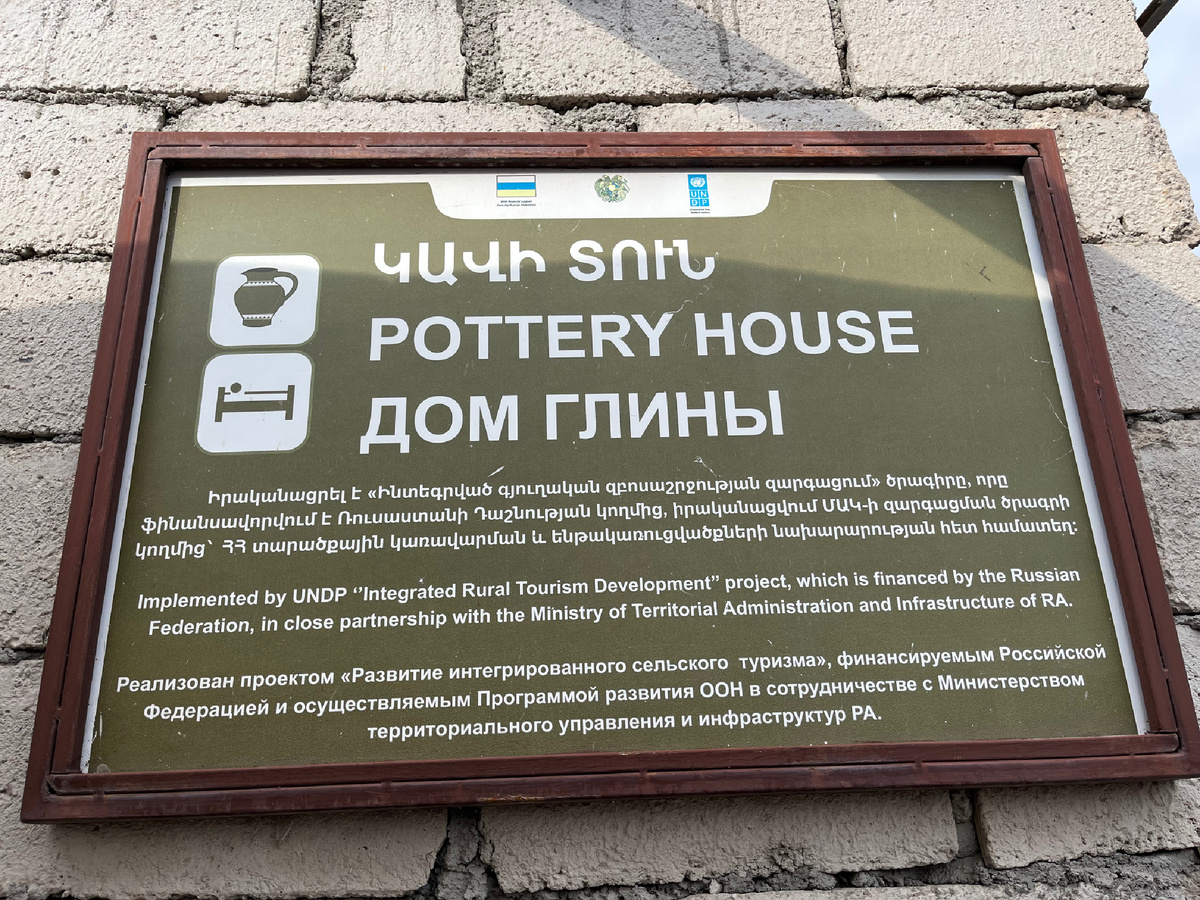 UN
DP
ԿԱՎԻ ՏՈՒՆ
POTTERY HOUSE
ДОМ ГЛИНЫ
Իրականացրել է «Ինտեգրված գյուղական զբոսաշրջության զարգացում» ծրագիրը, որը
ֆինանսավորվում է Ռուսաստանի Դաշնության կողմից, իրականացվում ՄԱԿ-ի զարգացման ծրագրի
կողմից՝ ՀՀ տարածքային կառավարման և ենթակառուցվածքների նախարարության հետ համատեղ։
Implemented by UNDP ‘’Integrated Rural Tourism Development” project, which is financed by the Russian
Federation, in close partnership with the Ministry of Territorial Administration and Infrastructure of RA.
Реализован проектом «Развитие интегрированного сельского туризма», финансируемым Российской
Федерацией и осуществляемым Программой развития ООН в сотрудничестве с Министерством
территориального управления и инфраструктур РА.